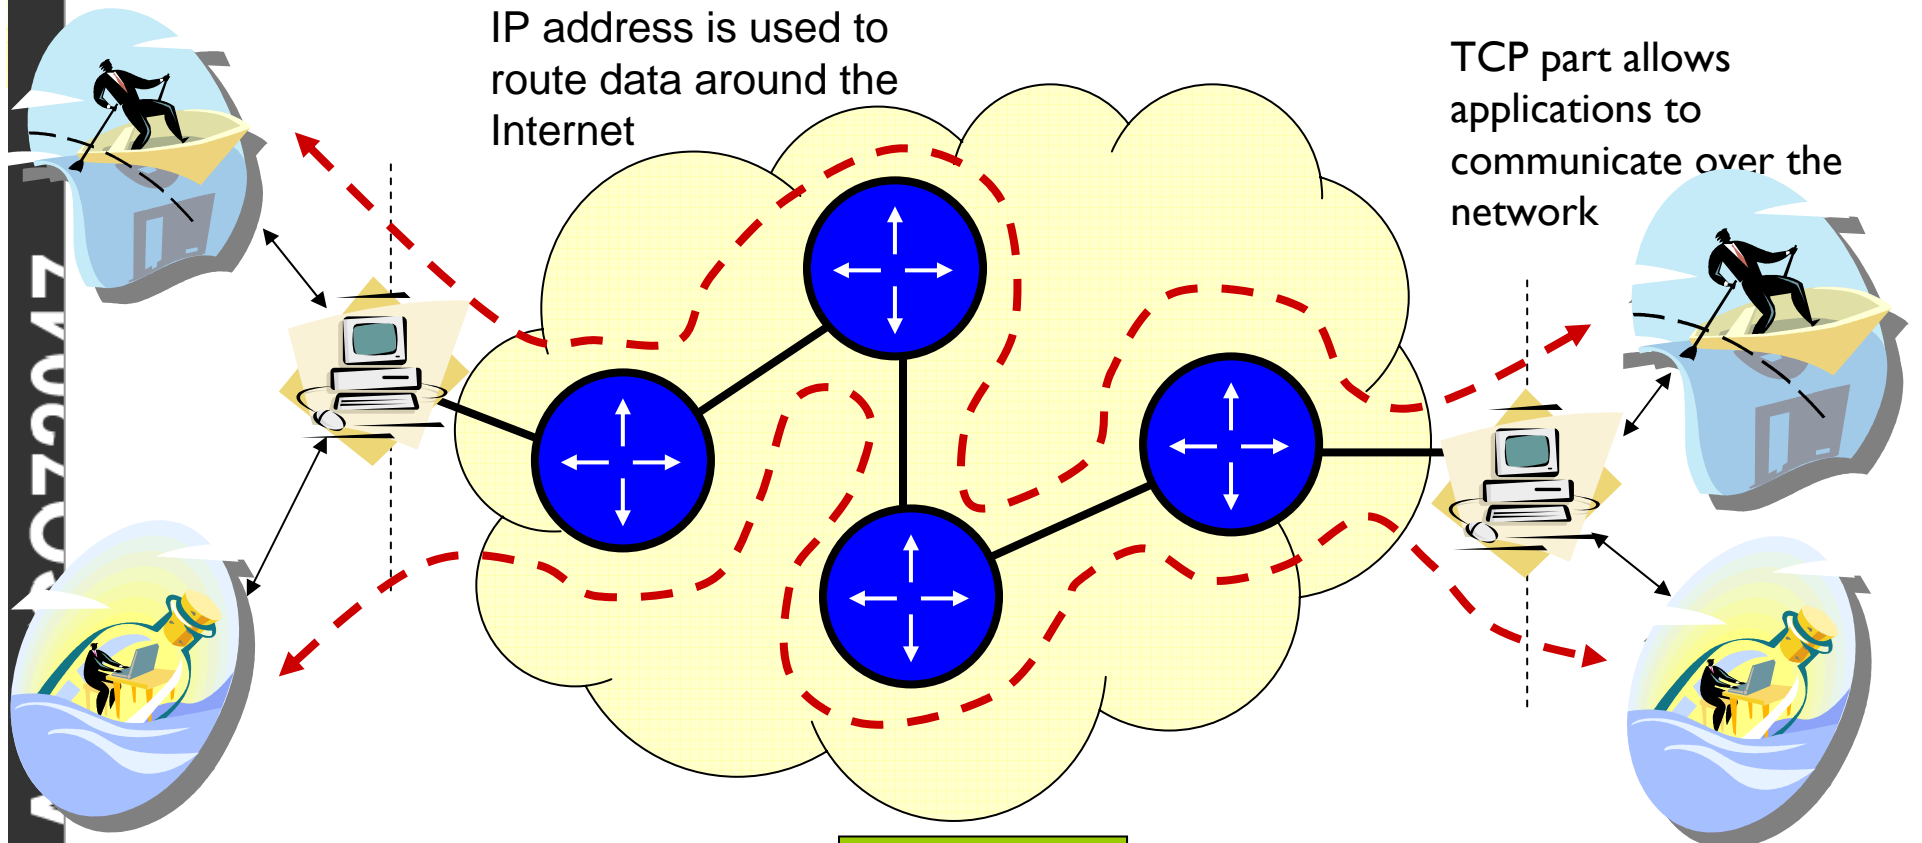 IP address is used to
route data around the
Internet
TCP part allows
applications to
communicate over the
network